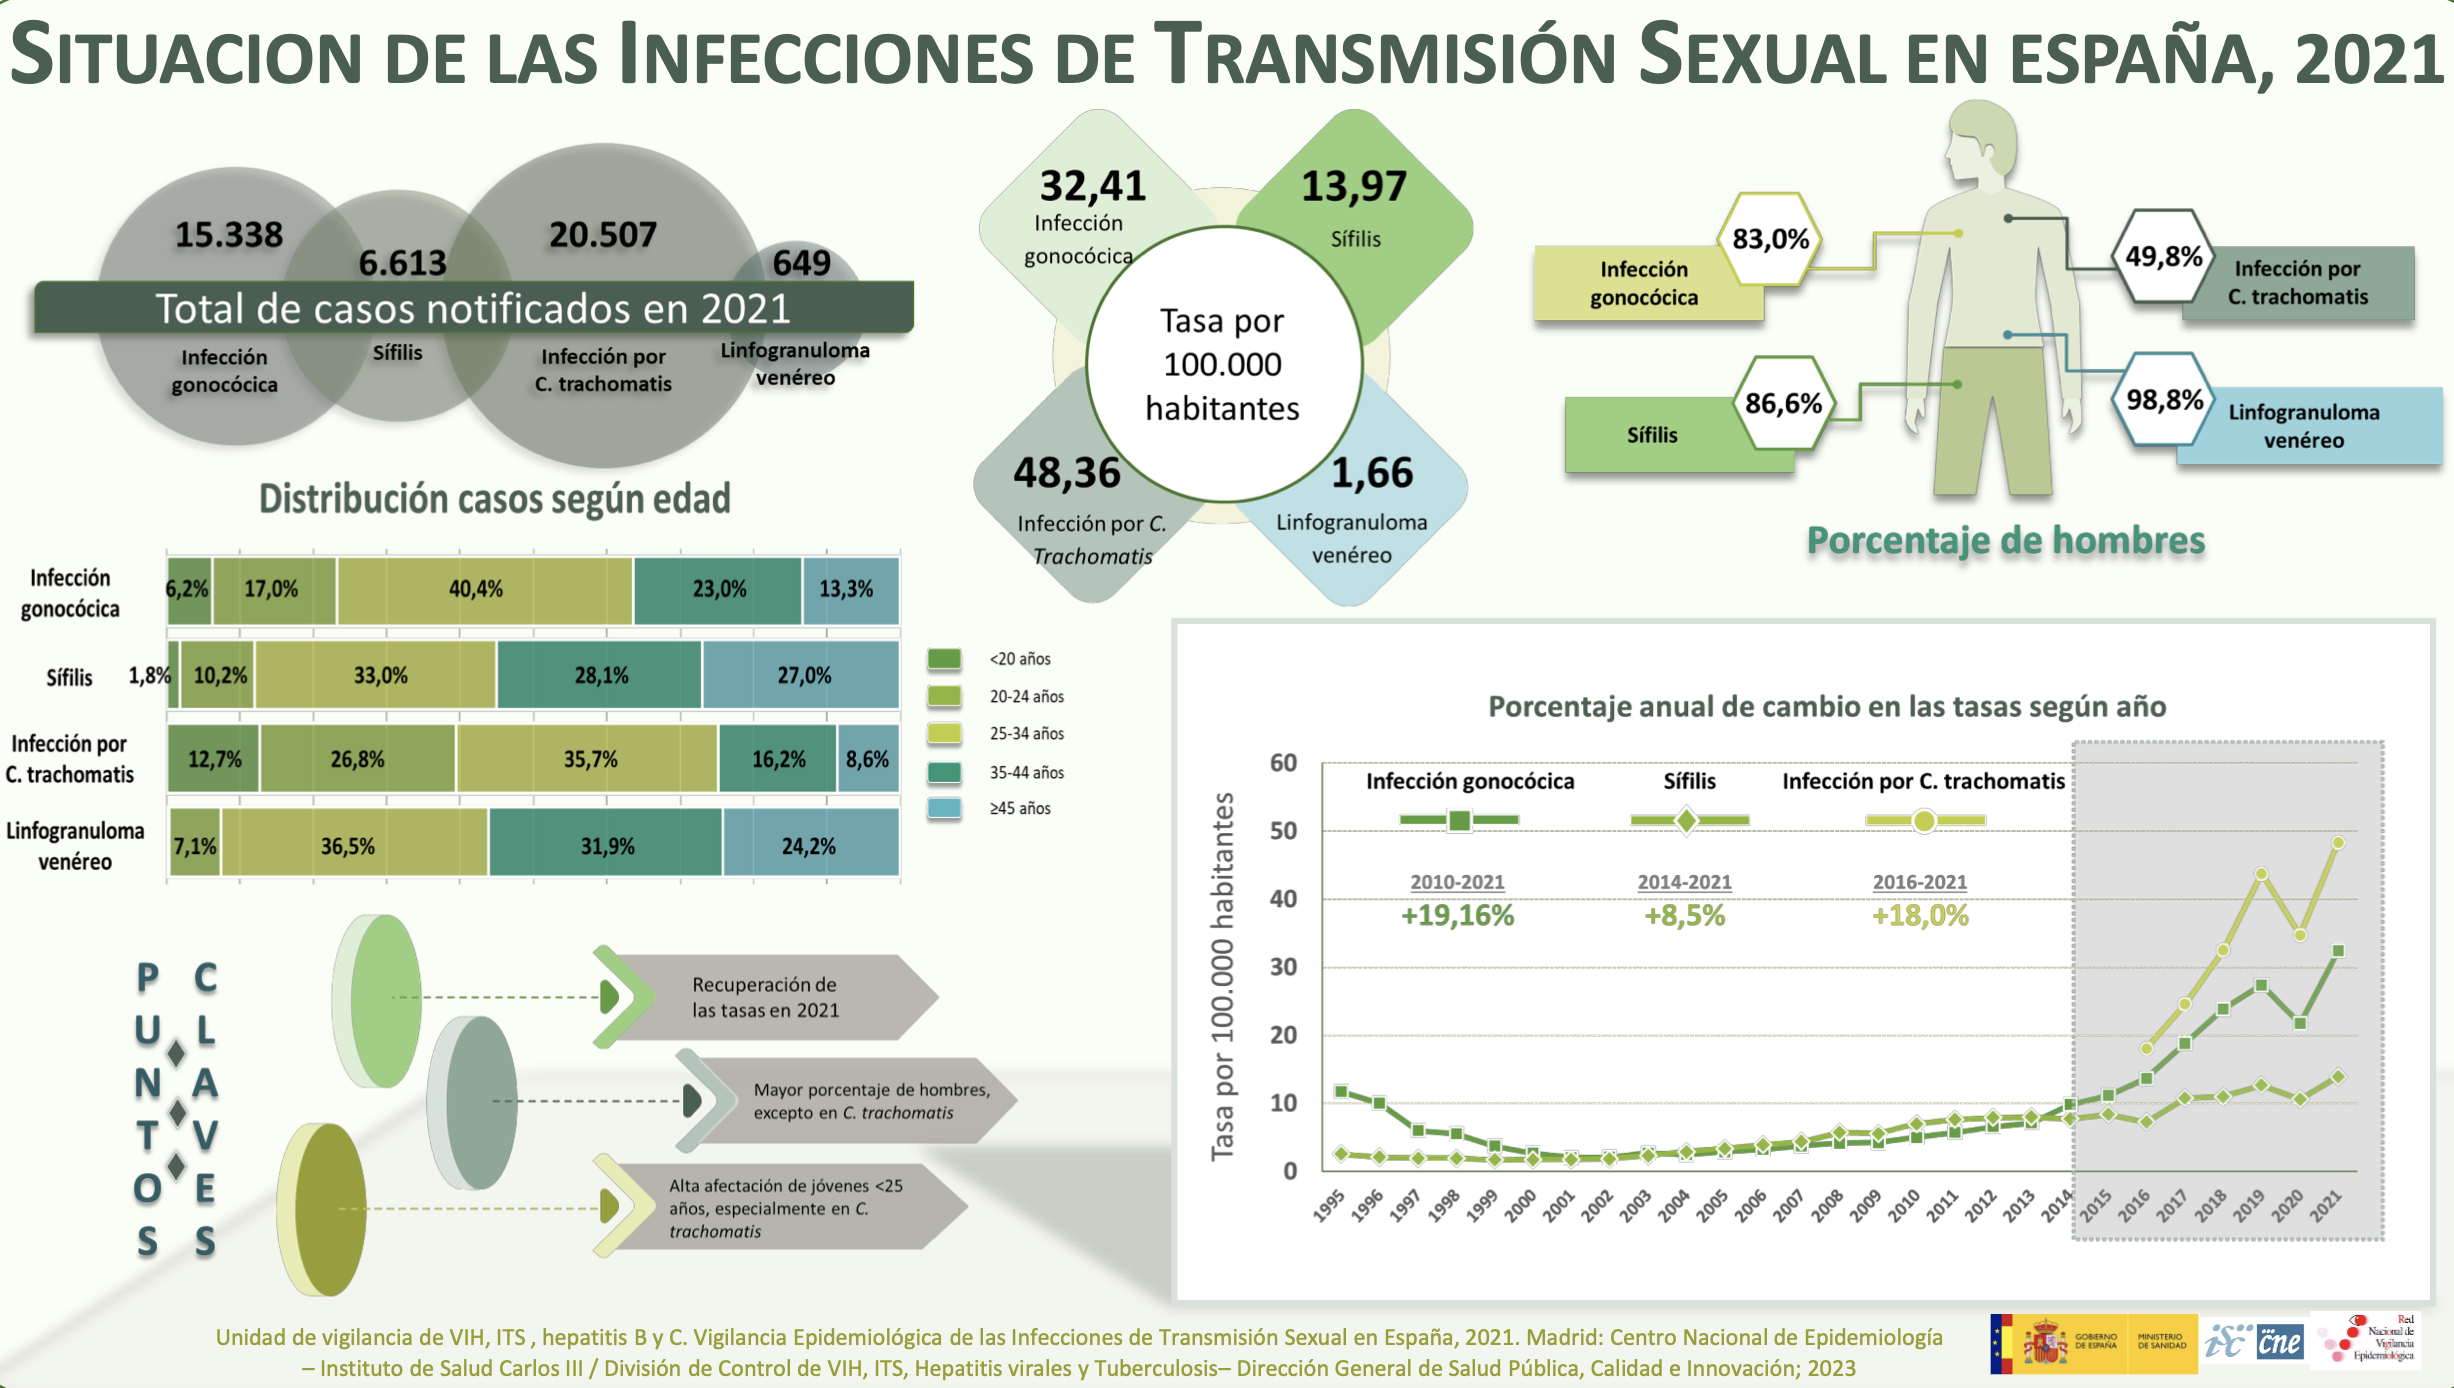 SITUACION DE LAS INFECCIONES DE TRANSMISIÓN SEXUAL EN ESPAÑA, 2021
15.338
6.613
20.507
649
Total de casos notificados en 2021
Infección
gonocócica
Sífilis
Infección por
C. trachomatis
Linfogranuloma
venéreo
32,41
Infección
gonocócica
13,97
Sífilis
Tasa por
100.000
habitantes
48,36
Infección por C.
Trachomatis
1,66
Linfogranuloma
venéreo
83,0%
Infección
gonocócica
49,8%
Infección por
C. trachomatis
86,6%
Sífilis
98,8%
Linfogranuloma
venéreo
Porcentaje de hombres
Distribución casos según edad
Infección
gonocócica
6,2% 17,0% 40,4% 23,0% 13,3%
Sífilis
1,8% 10,2% 33,0% 28,1% 27,0%
Infección por
C. trachomatis
12,7% 26,8% 35,7% 16,2% 8,6%
Linfogranuloma
venéreo
7,1% 36,5% 31,9% 24,2%
<20 años
20-24 años
25-34 años
35-44 años
≥45 años
PUNTOS
CLAVES
Recuperación de
las tasas en 2021
Mayor porcentaje de hombres,
excepto en C. trachomatis
Alta afectación de jóvenes <25
años, especialmente en C.
trachomatis
Porcentaje anual de cambio en las tasas según año
Tasa por 100.000 habitantes
60
50
40
30
20
10
0
Infección gonocócica
Sífilis
Infección por C. trachomatis
2010-2021
+19,16%
2014-2021
+8,5%
2016-2021
+18,0%
1995 1996 1997 1998 1999 2000 2001 2002 2003 2004 2005 2006 2007 2008 2009 2010 2011 2012 2013 2014 2015 2016 2017 2018 2019 2020 2021
Unidad de vigilancia de VIH, ITS , hepatitis B y C. Vigilancia Epidemiológica de las Infecciones de Transmisión Sexual en España, 2021. Madrid: Centro Nacional de Epidemiología
– Instituto de Salud Carlos III / División de Control de VIH, ITS, Hepatitis virales y Tuberculosis– Dirección General de Salud Pública, Calidad e Innovación; 2023
GOBIERNO
DE ESPAÑA
MINISTERIO
DE SANIDAD
isc
cne
Red
Nacional de
Vigilancia
Epidemiológica